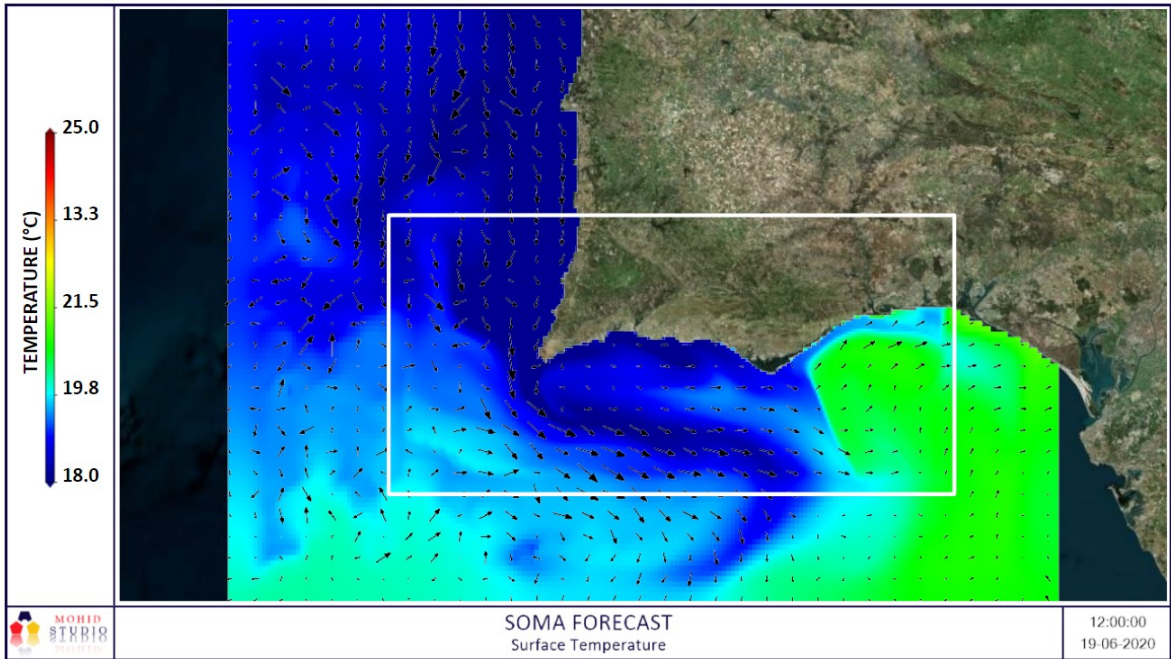 TEMPERATURE (°C)
25.0
13.3
21.5
19.8
18.0
MOHID
STUDIO
SOMA FORECAST
Surface Temperature
12:00:00
19-06-2020